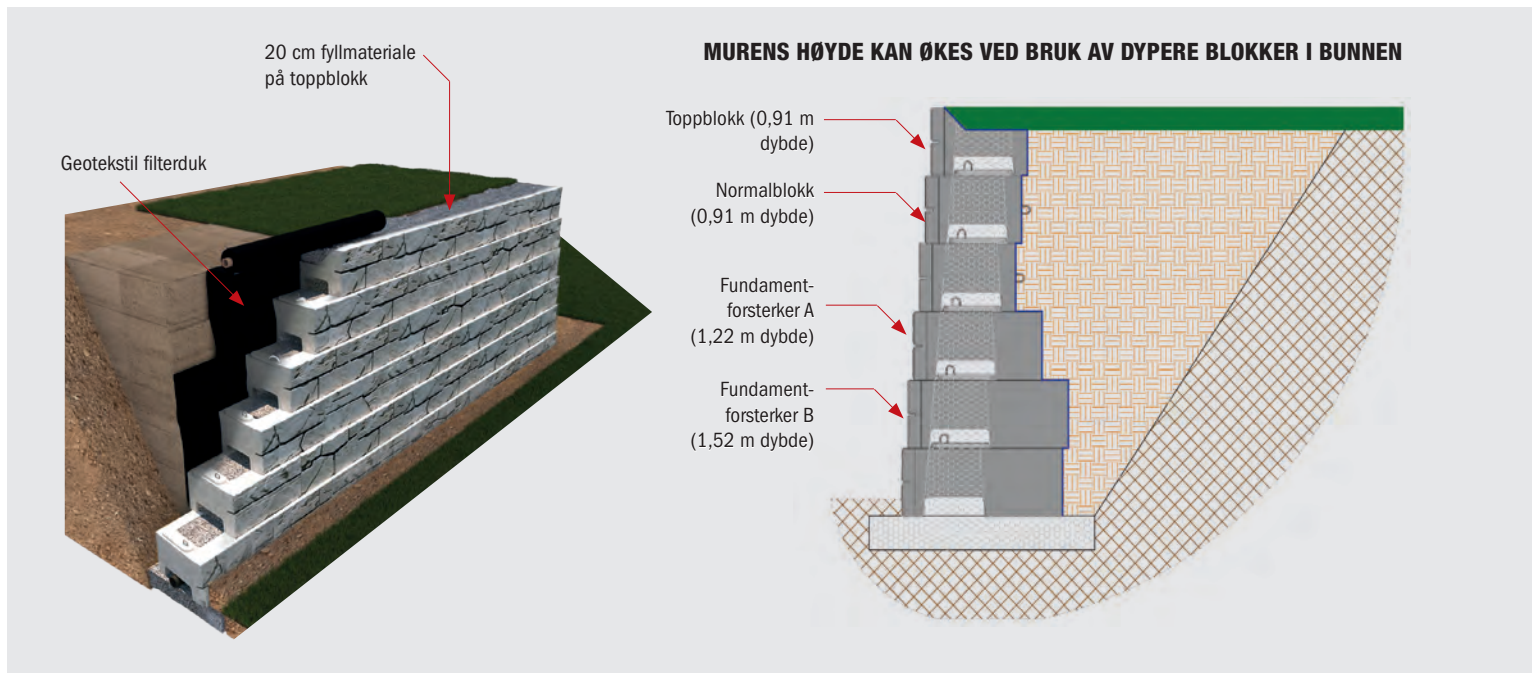 20 cm fyllmateriale
på toppblokk
Geotekstil filterduk
MURENS HØYDE KAN ØKES VED BRUK AV DYPERE BLOKKER I BUNNEN
Toppblokk (0,91 m
dybde)
Normalblokk
(0,91 m dybde)
Fundament-
forsterker A
(1,22 m dybde)
Fundament-
forsterker B
(1,52 m dybde)